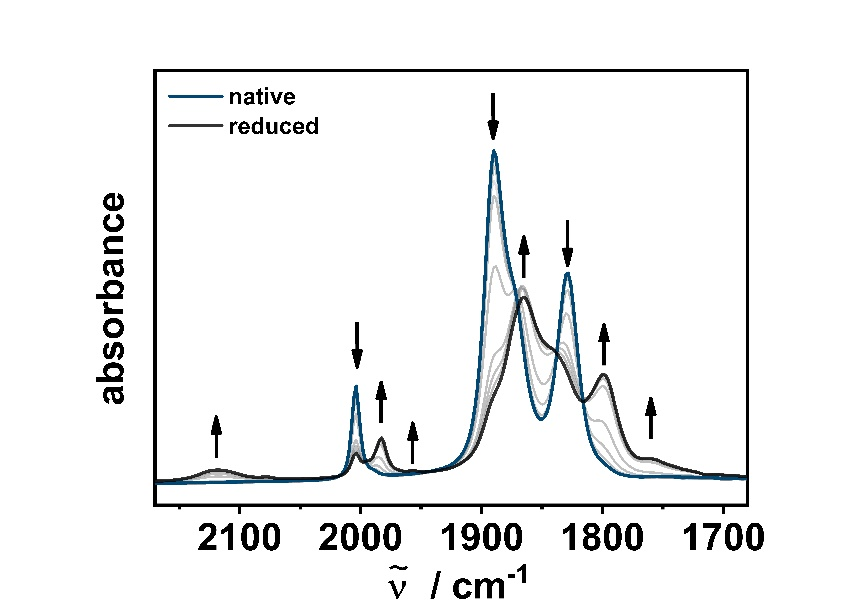 native
reduced
absorbance
2100 2000 1900 1800 1700
ν̃ / cm⁻¹